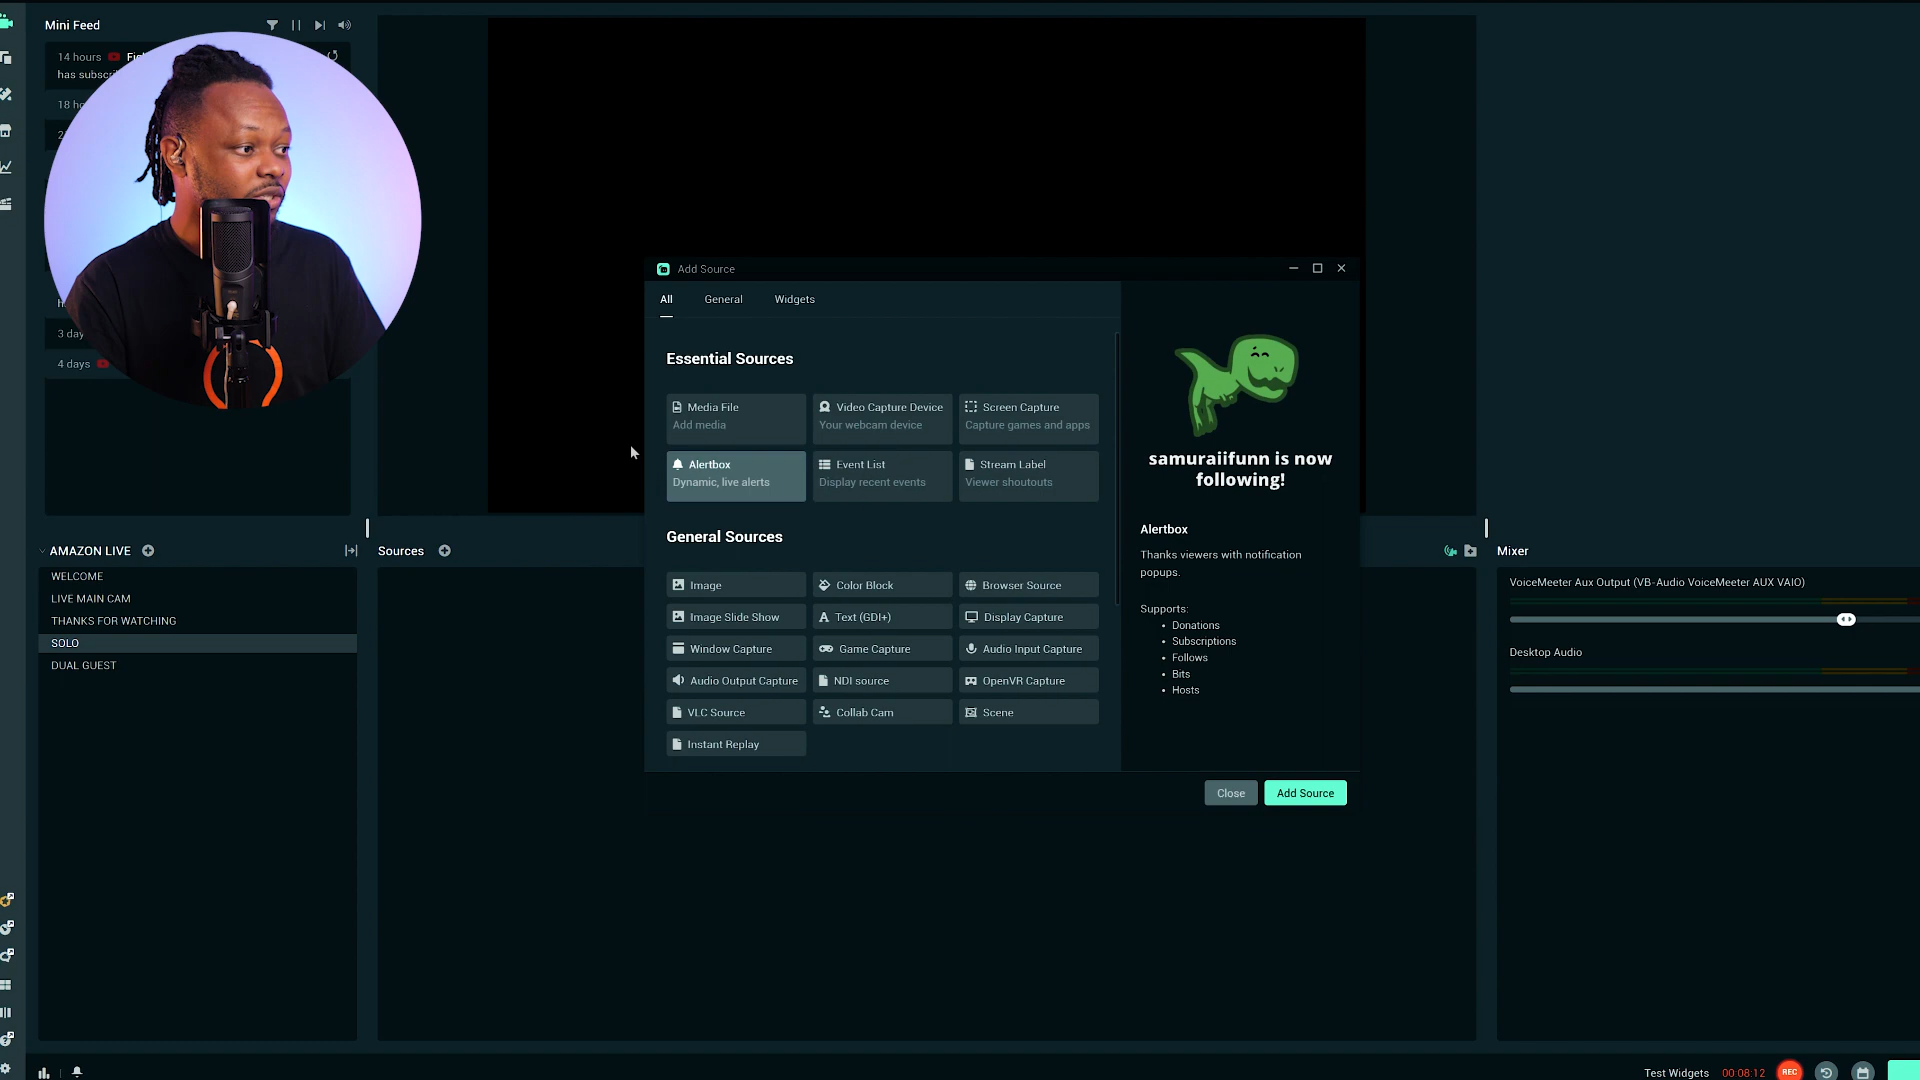 Mini Feed
14 hours
has subscri
18 ho
3 day
4 days
Add Source
All
General
Widgets
Essential Sources
Media File
Add media
Video Capture Device
Your webcam device
Screen Capture
Capture games and apps
Alertbox
Dynamic, live alerts
Event List
Display recent events
Stream Label
Viewer shoutouts
General Sources
Image
Color Block
Browser Source
Image Slide Show
Text (GDI+)
Display Capture
Window Capture
Game Capture
Audio Input Capture
Audio Output Capture
NDI source
OpenVR Capture
VLC Source
Collab Cam
Scene
Instant Replay
samuraiifunn is now
following!
Alertbox
Thanks viewers with notification
popups.
Supports:
• Donations
• Subscriptions
• Follows
• Bits
• Hosts
Close
Add Source
AMAZON LIVE
WELCOME
LIVE MAIN CAM
THANKS FOR WATCHING
SOLO
DUAL GUEST
Sources
Mixer
VoiceMeeter Aux Output (VB-Audio VoiceMeeter AUX VAIO)
Desktop Audio
Test Widgets
00:08:12
REC